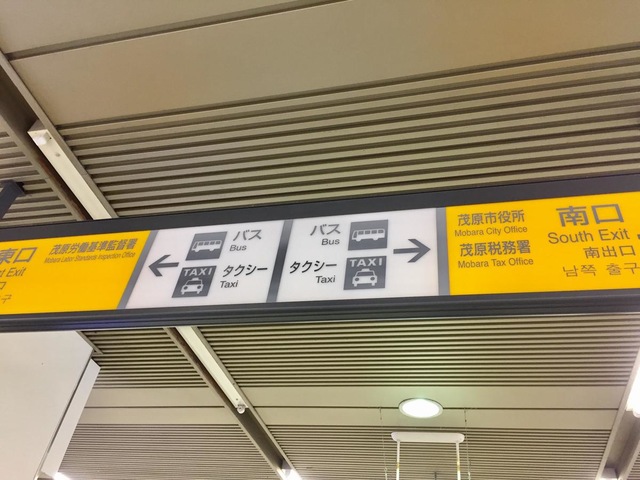 東口
Exit
출구
茂原労働基準監督署
Mobara Labor Standards Inspection Office
バス
Bus
TAXI
タクシー
Taxi
バス
Bus
タクシー
Taxi
TAXI
茂原市役所
Mobara City Office
茂原税務署
Mobara Tax Office
南口
South Exit
南出口
남쪽 출구